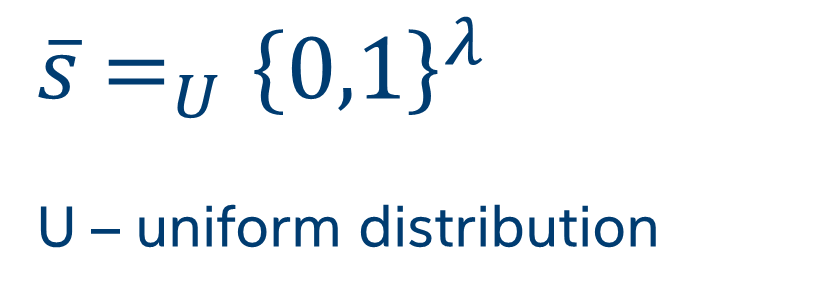 s̄ =_U {0,1}^λ
U – uniform distribution